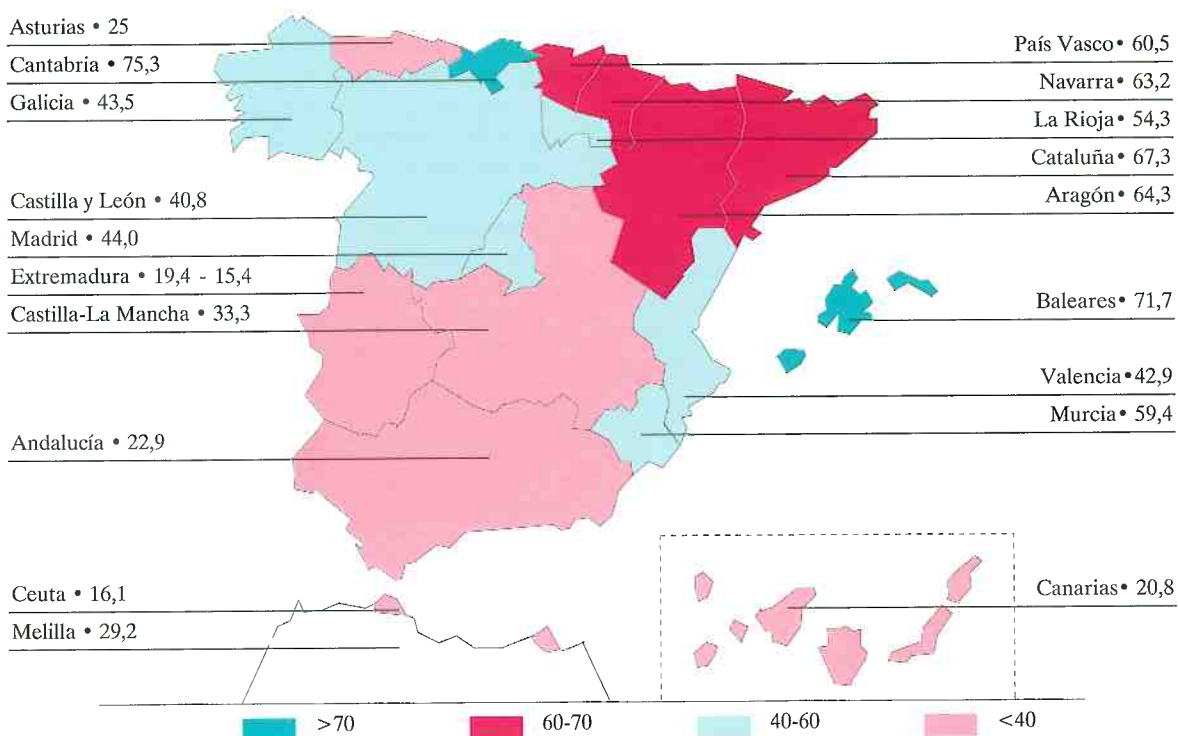 Asturias • 25
Cantabria • 75,3
Galicia • 43,5
Castilla y León • 40,8
Madrid • 44,0
Extremadura • 19,4 - 15,4
Castilla-La Mancha • 33,3
Andalucía • 22,9
Ceuta • 16,1
Melilla • 29,2
País Vasco • 60,5
Navarra • 63,2
La Rioja • 54,3
Cataluña • 67,3
Aragón • 64,3
Baleares • 71,7
Valencia • 42,9
Murcia • 59,4
Canarias • 20,8
>70 60-70 40-60 <40